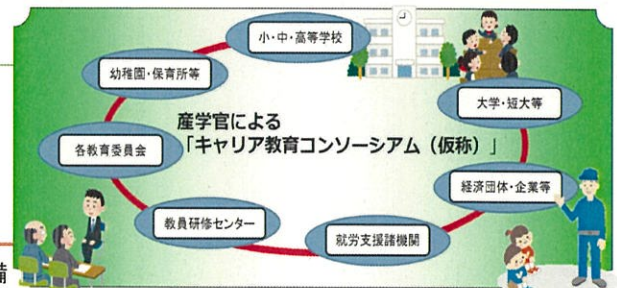 小・中・高等学校
幼稚園・保育所等
大学・短大等
産学官による
「キャリア教育コンソーシアム（仮称）」
各教育委員会
経済団体・企業等
教員研修センター
就労支援諸機関
備